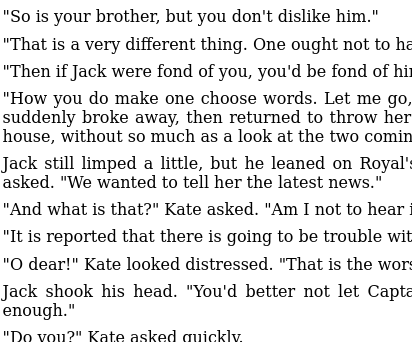 "So is your brother, but you don't dislike him."
"That is a very different thing. One ought not to
"Then if Jack were fond of you, you'd be fond of
"How you do make one choose words. Let me go,
suddenly broke away, then returned to throw her
house, without so much as a look at the two
Jack still limped a little, but he leaned on Royal's
asked. "We wanted to tell her the latest news."
"And what is that?" Kate asked. "Am I not to hear
"It is reported that there is going to be trouble
"O dear!" Kate looked distressed. "That is the
Jack shook his head. "You'd better not let
enough."
"Do you?" Kate asked quickly.